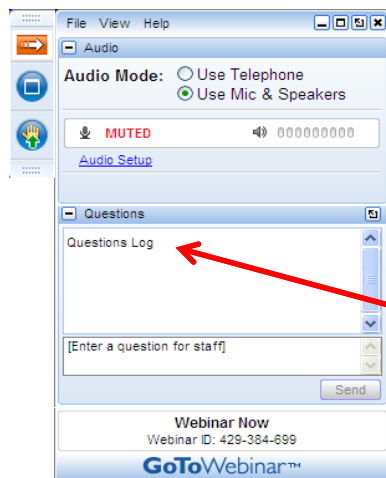 File View Help
Audio
Audio Mode: Use Telephone
Use Mic & Speakers
MUTED 000000000
Audio Setup
Questions
Questions Log
[Enter a question for staff]
Send
Webinar Now
Webinar ID: 429-384-699
GoToWebinar™